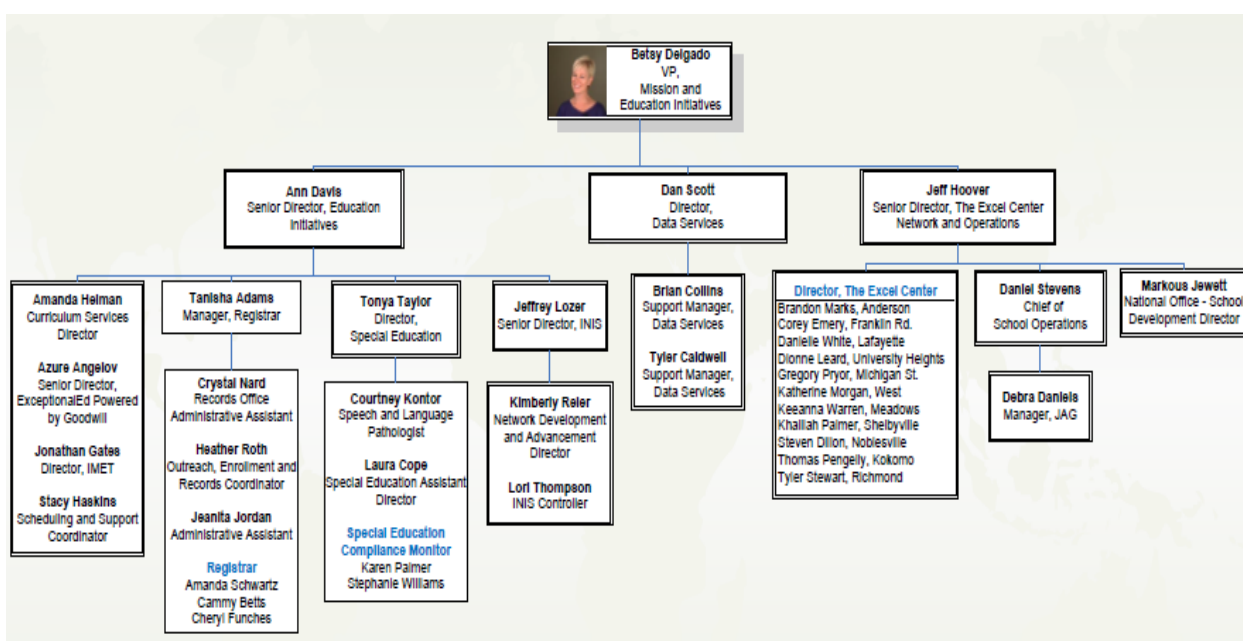 Betsy Delgado
VP,
Mission and
Education Initiatives
Ann Davis
Senior Director, Education
Initiatives
Dan Scott
Director,
Data Services
Jeff Hoover
Senior Director, The Excel Center
Network and Operations
Amanda Heiman
Curriculum Services
Director
Azure Angelov
Senior Director,
ExceptionalEd Powered
by Goodwill
Jonathan Gates
Director, IMET
Stacy Haskins
Scheduling and Support
Coordinator
Tanisha Adams
Manager, Registrar
Crystal Nard
Records Office
Administrative Assistant
Heather Roth
Outreach, Enrollment and
Records Coordinator
Jeanita Jordan
Administrative Assistant
Registrar
Amanda Schwartz
Cammy Betts
Cheryl Funches
Tonya Taylor
Director,
Special Education
Courtney Kontor
Speech and Language
Pathologist
Laura Cope
Special Education Assistant
Director
Special Education
Compliance Monitor
Karen Palmer
Stephanie Williams
Jeffrey Lozer
Senior Director, INIS
Kimberly Reier
Network Development
and Advancement
Director
Lori Thompson
INIS Controller
Brian Collins
Support Manager,
Data Services
Tyler Caldwell
Support Manager,
Data Services
Director, The Excel Center
Brandon Marks, Anderson
Corey Emery, Franklin Rd.
Danielle White, Lafayette
Dionne Leard, University Heights
Gregory Pryor, Michigan St.
Katherine Morgan, West
Keeanna Warren, Meadows
Khaliah Palmer, Shelbyville
Steven Dillon, Noblesville
Thomas Pengelly, Kokomo
Tyler Stewart, Richmond
Daniel Stevens
Chief of
School Operations
Debra Daniels
Manager, JAG
Markous Jewett
National Office - School
Development Director